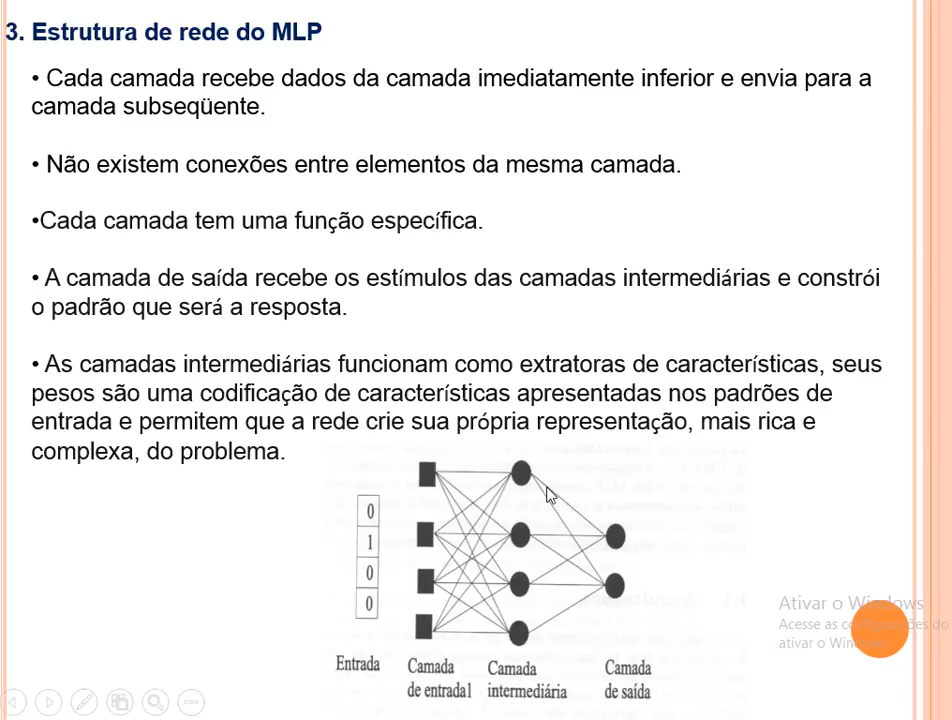 3. Estrutura de rede do MLP
• Cada camada recebe dados da camada imediatamente inferior e envia para a
camada subseqüente.
• Não existem conexões entre elementos da mesma camada.
•Cada camada tem uma função específica.
• A camada de saída recebe os estímulos das camadas intermediárias e constrói
o padrão que será a resposta.
• As camadas intermediárias funcionam como extratoras de características, seus
pesos são uma codificação de características apresentadas nos padrões de
entrada e permitem que a rede crie sua própria representação, mais rica e
complexa, do problema.
0
1
0
0
Entrada
Camada
de entrada1
Camada
intermediária
Camada
de saída
Ativar o Windows
Acesse as do
ativar o